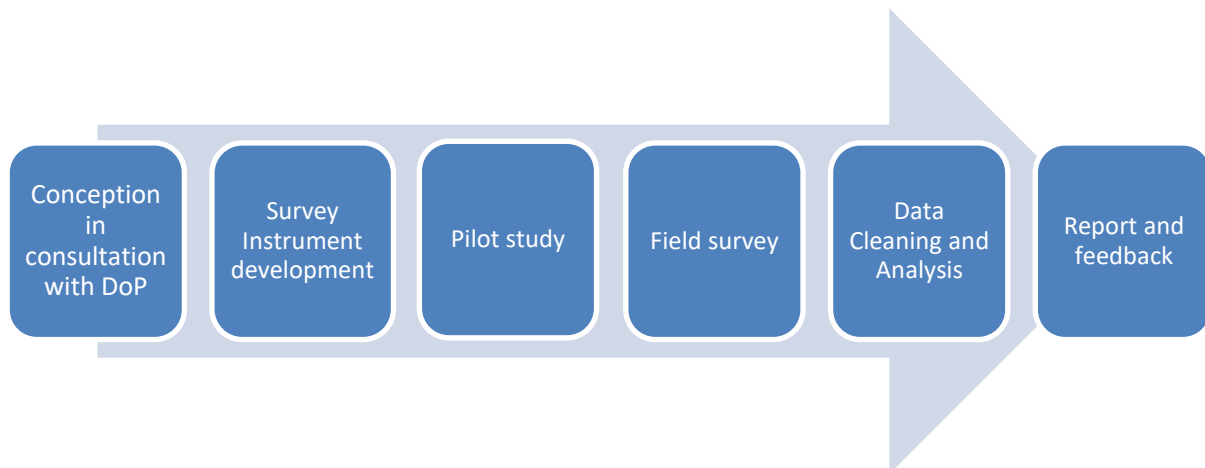 Conception
in
consultation
with DoP
Survey
Instrument
development
Pilot study
Field survey
Data
Cleaning and
Analysis
Report and
feedback